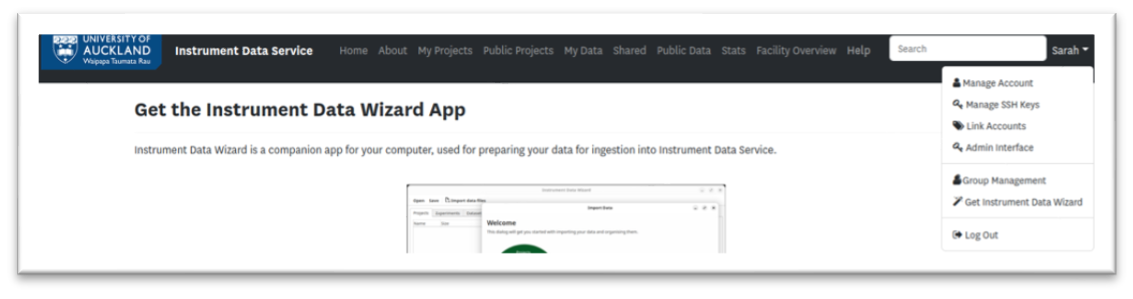 UNIVERSITY OF
AUCKLAND
Waipapa Taumata Rau
Instrument Data Service Home About My Projects Public Projects My Data Shared Public Data Stats Facility Overview Help Search Sarah
Manage Account
Manage SSH Keys
Link Accounts
Admin Interface
Group Management
Get Instrument Data Wizard
Log Out
Get the Instrument Data Wizard App
Instrument Data Wizard is a companion app for your computer, used for preparing your data for ingestion into Instrument Data Service.
Instrument Data Wizard
Open Save Import data files
Import Data
Projects Experiments
Name Size
Welcome
This dialog will get you started with importing your data and organising them.